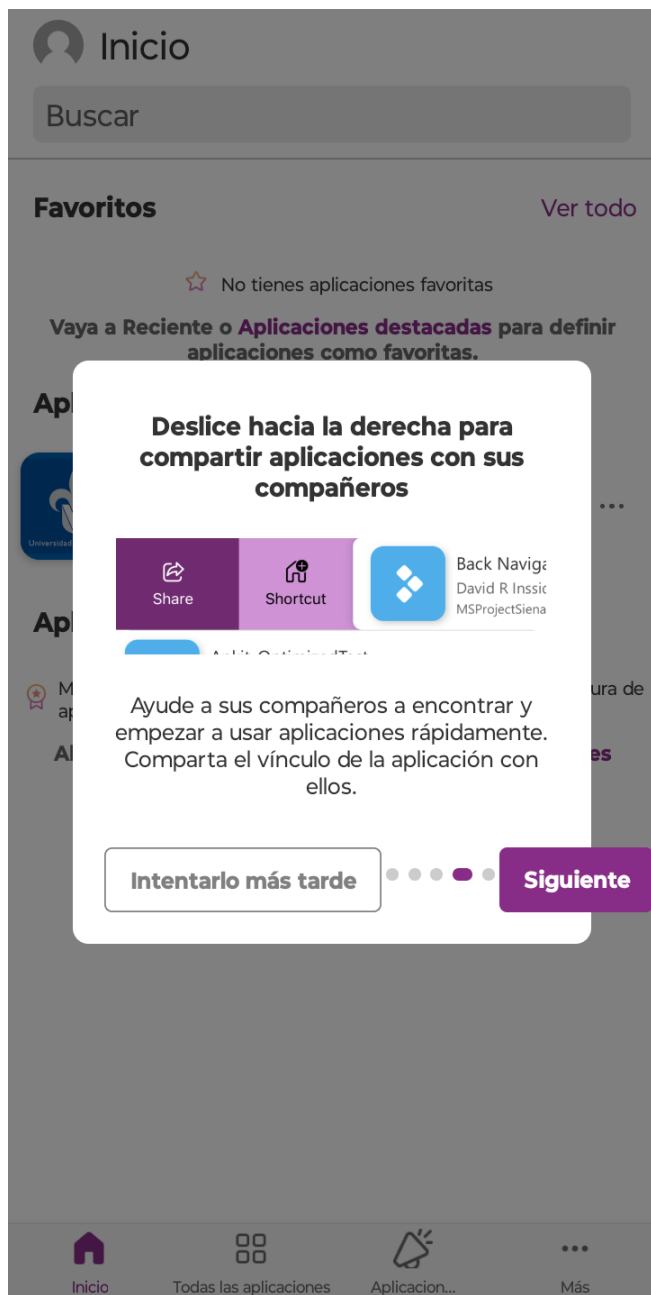 Inicio
Buscar
Favoritos
Ver todo
No tienes aplicaciones favoritas
Vaya a Reciente o Aplicaciones destacadas para definir
aplicaciones como favoritas.
Deslice hacia la derecha para
compartir aplicaciones con sus
compañeros
Share
Shortcut
Back Naviga
David R Inssic
MSProjectSiena
Universidad
Ayude a sus compañeros a encontrar y
empezar a usar aplicaciones rápidamente.
Comparta el vínculo de la aplicación con
ellos.
Intentarlo más tarde
Siguiente
Inicio
Todas las aplicaciones
Aplicacion...
Más